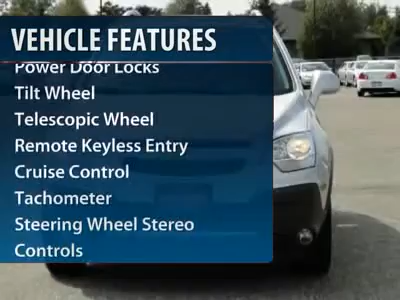 VEHICLE FEATURES
Power Door Locks
Tilt Wheel
Telescopic Wheel
Remote Keyless Entry
Cruise Control
Tachometer
Steering Wheel Stereo
Controls